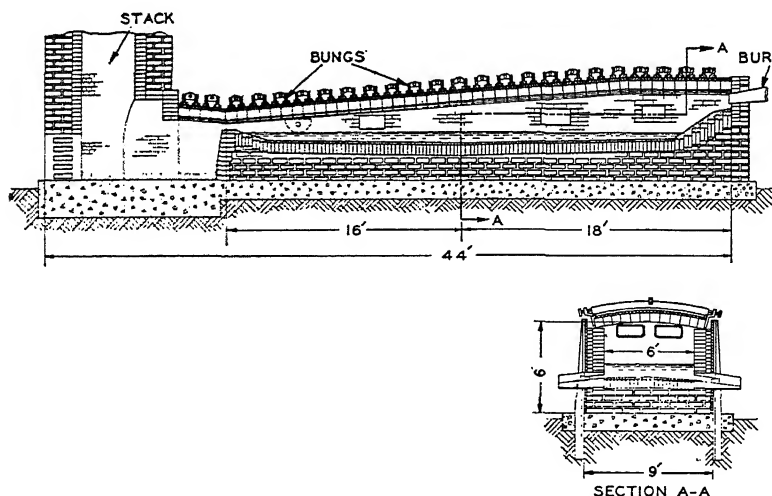 STACK
BUNGS
A
BUR
A
16'
18'
44'
6'
6'
9'
SECTION A-A